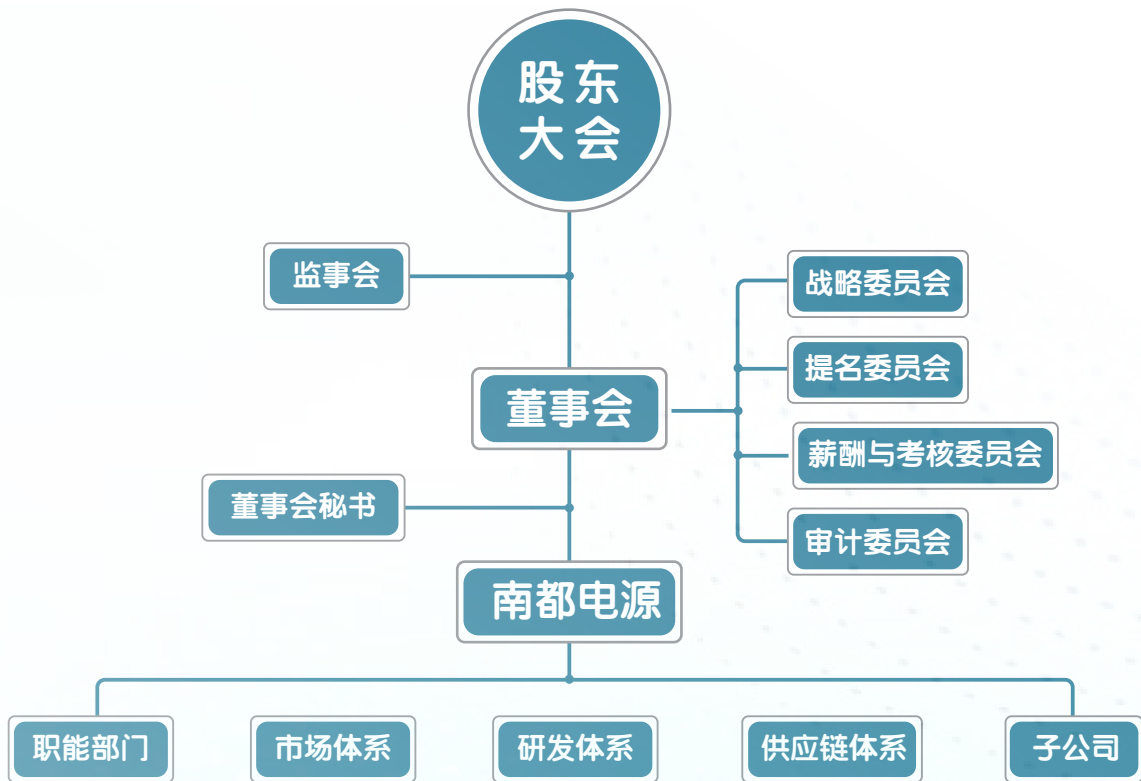 股东
大会
监事会
战略委员会
提名委员会
董事会
薪酬与考核委员会
董事会秘书
审计委员会
南都电源
职能部门
市场体系
研发体系
供应链体系
子公司